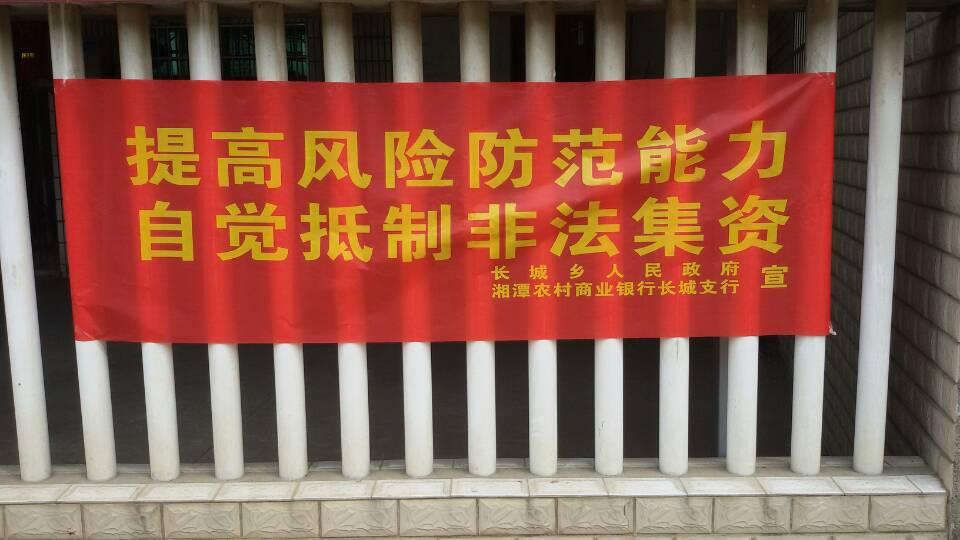 提高风险防范能力
自觉抵制非法集资
长城乡人民政府
湘潭农村商业银行长城支行
宣